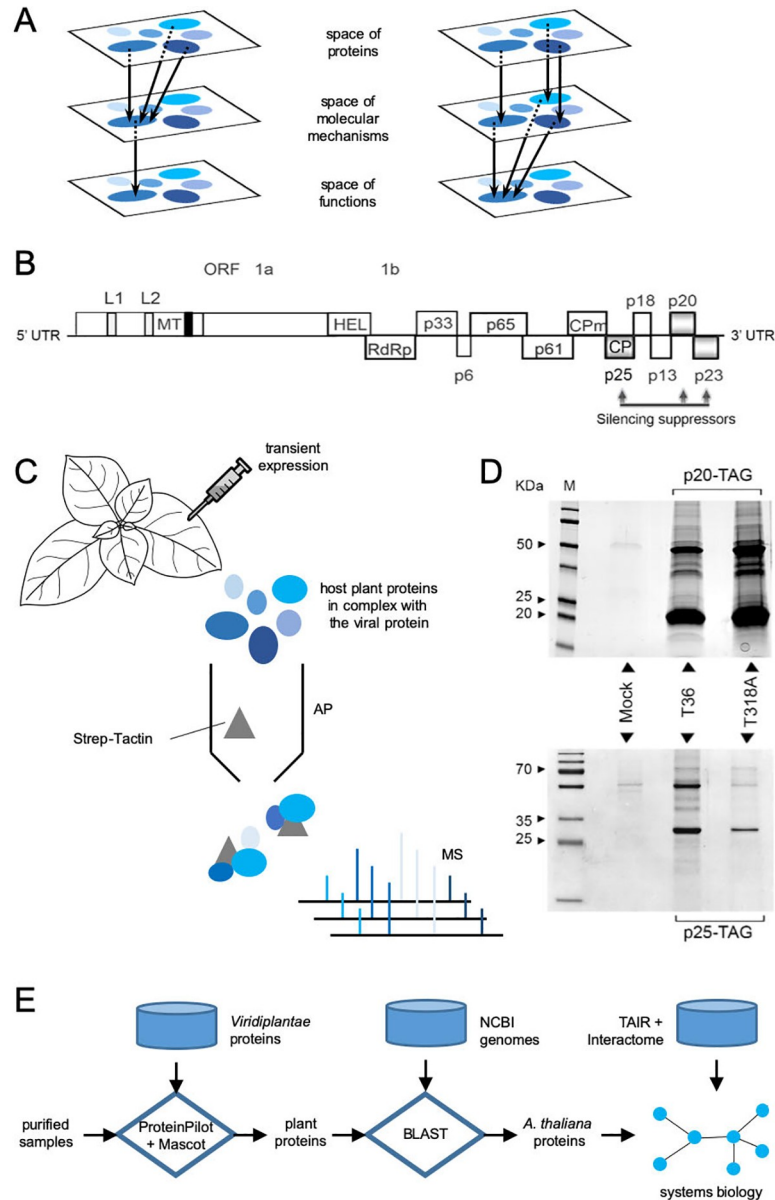 A
space of
proteins
space of
molecular
mechanisms
space of
functions
B
ORF 1a 1b
L1 L2 p18 p20
5' UTR MT HEL p33 p65 CPm 3' UTR
RdRp p61 CP
p6 p25 p13 p23
Silencing suppressors
C
transient
expression
host plant proteins
in complex with
the viral protein
AP
Strep-Tactin
MS
D
p20-TAG
KDa M
50
25
20
Mock
T36
T318A
70
35
25
p25-TAG
E
Viridiplantae
proteins
NCBI
genomes
TAIR +
Interactome
purified
samples
ProteinPilot
+ Mascot
plant
proteins
BLAST
A. thaliana
proteins
systems biology